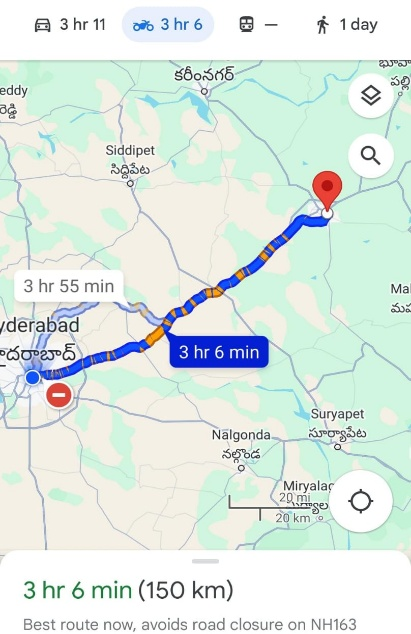 3 hr 11
3 hr 6
—
1 day
కరీంనగర్
eddy
రెడ్డి
Siddipet
సిద్దిపేట
3 hr 55 min
yderabad
ైదరాబాద్
3 hr 6 min
Mal
Suryapet
సూర్యాపేట
Nalgonda
నల్గొండ
Miryalag
20 mi
20 km
3 hr 6 min (150 km)
Best route now, avoids road closure on NH163